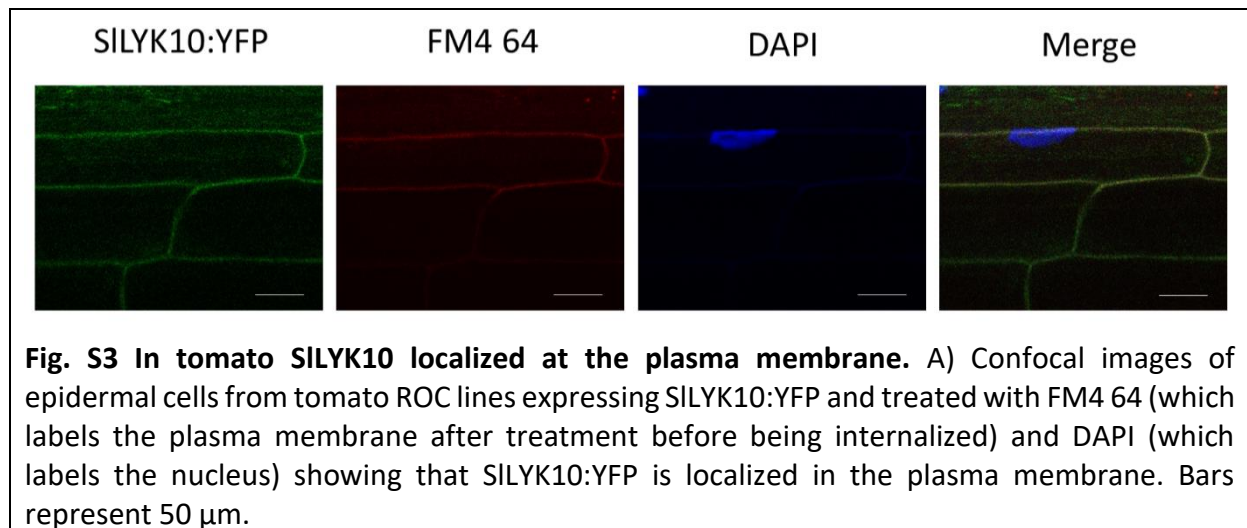 SlLYK10:YFP FM4 64 DAPI Merge
Fig. S3 In tomato SlLYK10 localized at the plasma membrane. A) Confocal images of
epidermal cells from tomato ROC lines expressing SlLYK10:YFP and treated with FM4 64 (which
labels the plasma membrane after treatment before being internalized) and DAPI (which
labels the nucleus) showing that SlLYK10:YFP is localized in the plasma membrane. Bars
represent 50 µm.